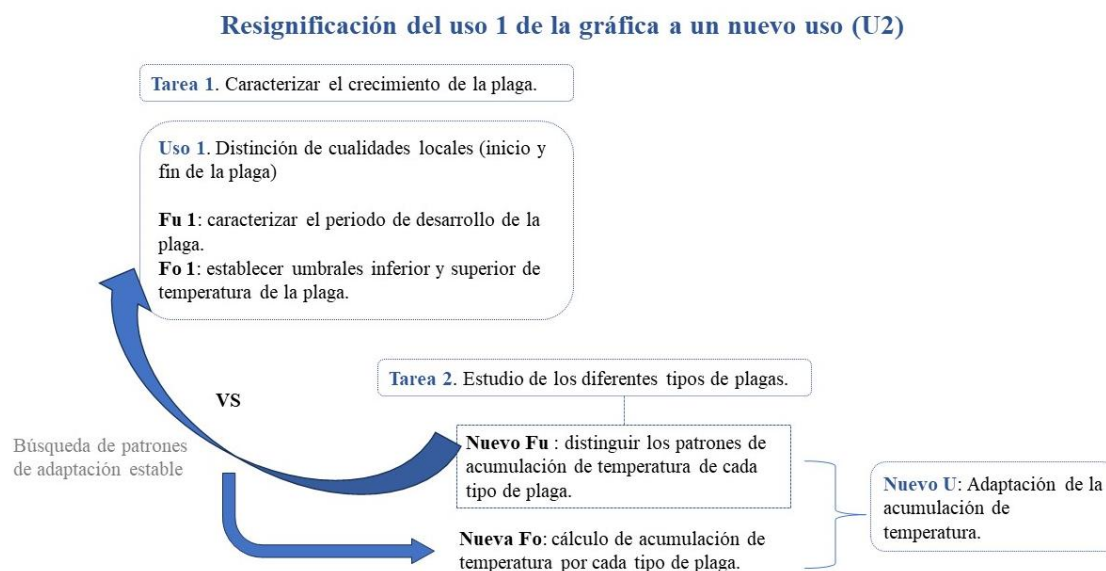 Resignificación del uso 1 de la gráfica a un nuevo uso (U2)
Tarea 1. Caracterizar el crecimiento de la plaga.
Uso 1. Distinción de cualidades locales (inicio y
fin de la plaga)
Fu 1: caracterizar el periodo de desarrollo de la
plaga.
Fo 1: establecer umbrales inferior y superior de
temperatura de la plaga.
Tarea 2. Estudio de los diferentes tipos de plagas.
VS
Búsqueda de patrones
de adaptación estable
Nuevo Fu : distinguir los patrones de
acumulación de temperatura de cada
tipo de plaga.
Nueva Fo: cálculo de acumulación de
temperatura por cada tipo de plaga.
Nuevo U: Adaptación de la
acumulación de
temperatura.